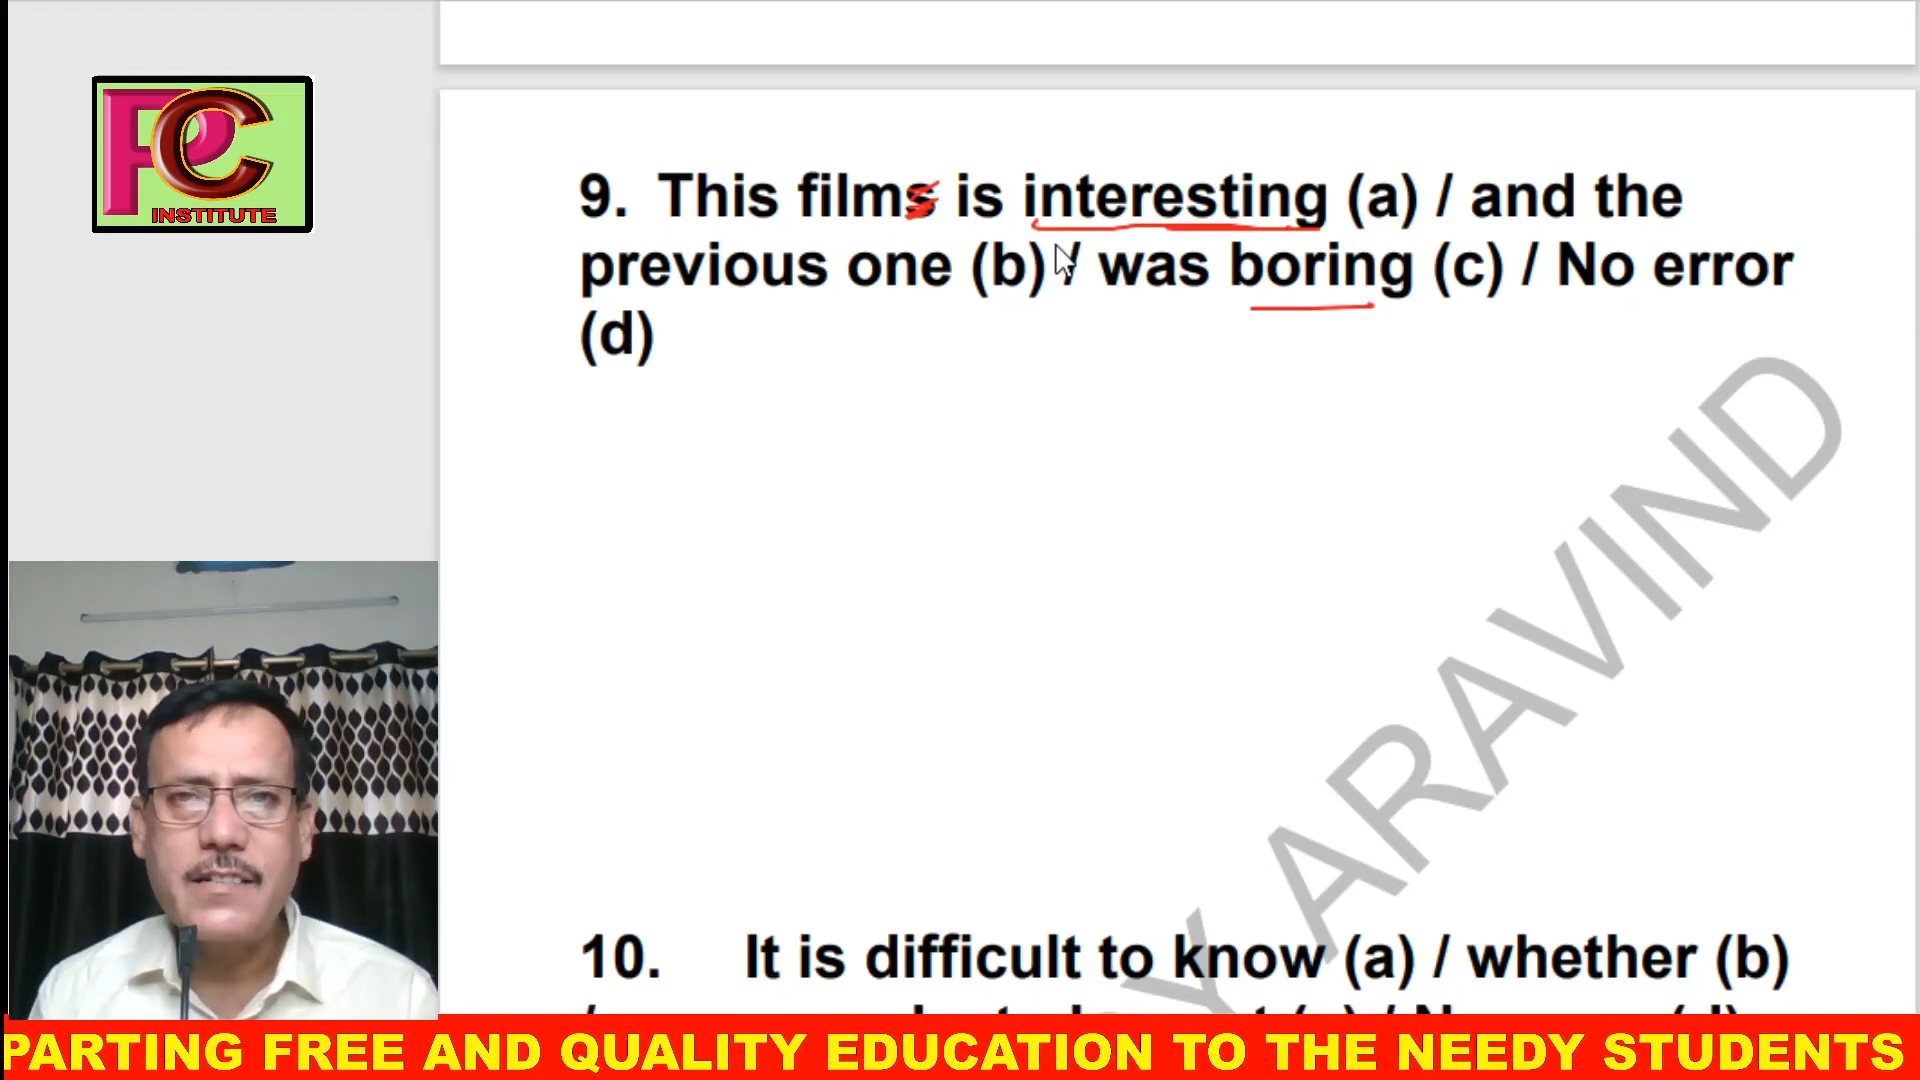 PC
INSTITUTE
9. This films is interesting (a) / and the
previous one (b) / was boring (c) / No error
(d)
10. It is difficult to know (a) / whether (b)
Y ARAVIND
PARTING FREE AND QUALITY EDUCATION TO THE NEEDY STUDENTS